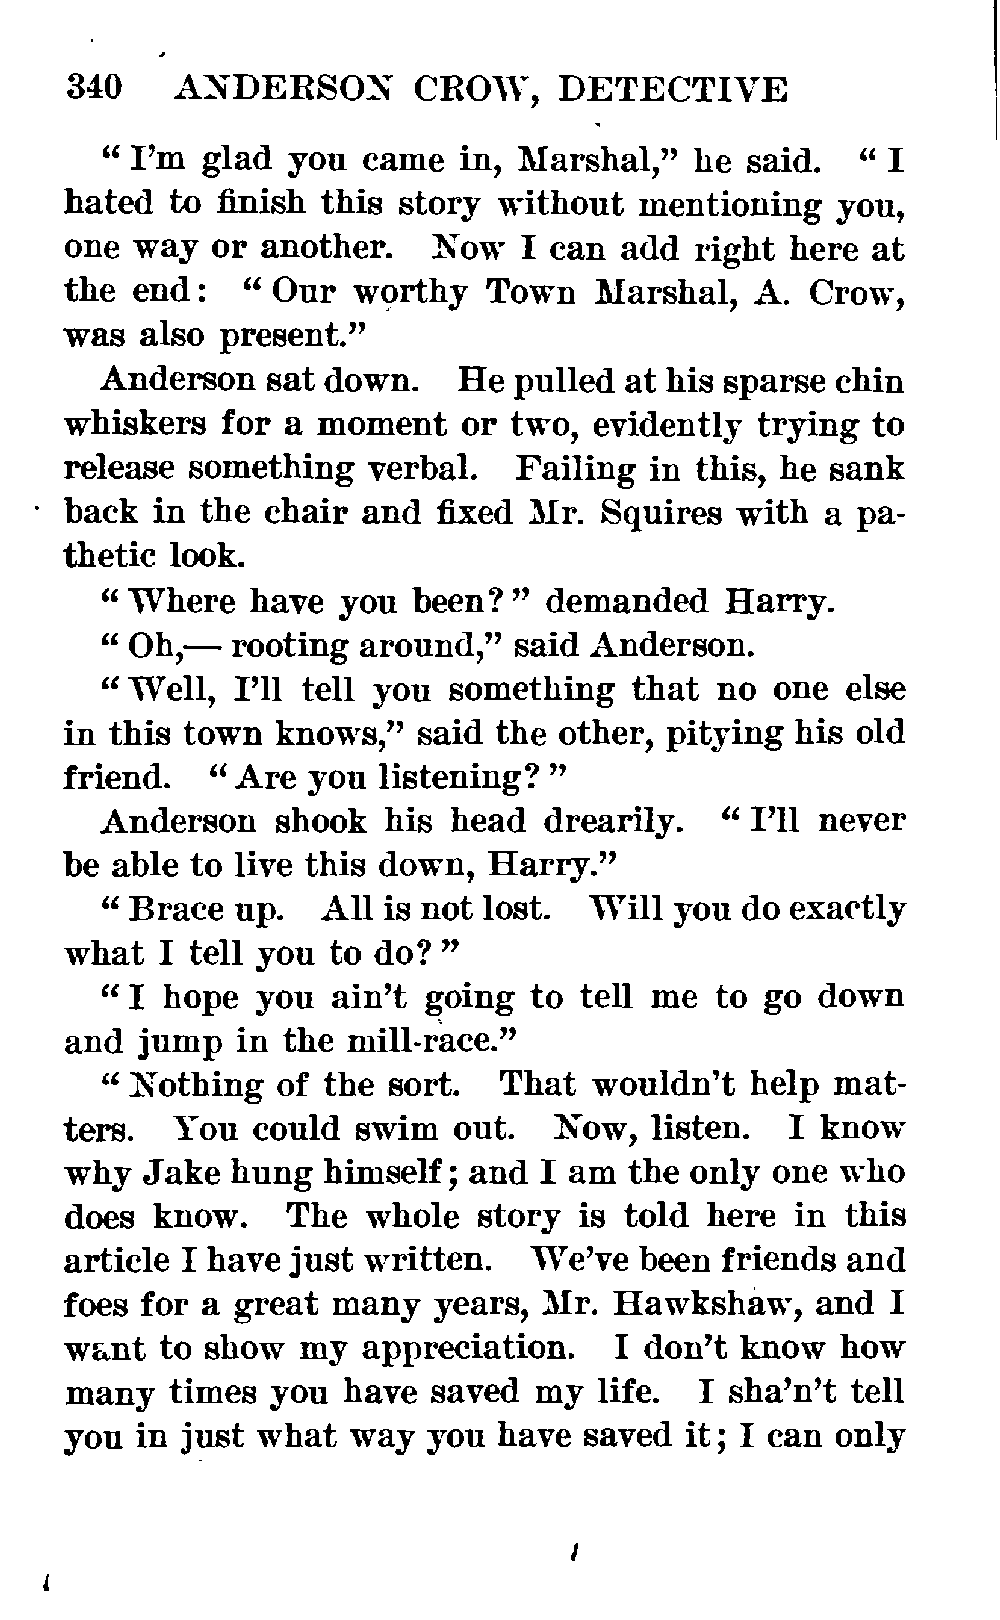 340 ANDERSON CROW, DETECTIVE
“ I’m glad you came in, Marshal,” he said. “ I
hated to finish this story without mentioning you,
one way or another. Now I can add right here at
the end: “ Our worthy Town Marshal, A. Crow,
was also present.”
Anderson sat down. He pulled at his sparse chin
whiskers for a moment or two, evidently trying to
release something verbal. Failing in this, he sank
back in the chair and fixed Mr. Squires with a pa-
thetic look.
“ Where have you been? ” demanded Harry.
“ Oh,— rooting around,” said Anderson.
“ Well, I’ll tell you something that no one else
in this town knows,” said the other, pitying his old
friend. “ Are you listening? ”
Anderson shook his head drearily. “ I’ll never
be able to live this down, Harry.”
“ Brace up. All is not lost. Will you do exactly
what I tell you to do? ”
“ I hope you ain’t going to tell me to go down
and jump in the mill-race.”
“ Nothing of the sort. That wouldn’t help mat-
ters. You could swim out. Now, listen. I know
why Jake hung himself; and I am the only one who
does know. The whole story is told here in this
article I have just written. We’ve been friends and
foes for a great many years, Mr. Hawkshaw, and I
want to show my appreciation. I don’t know how
many times you have saved my life. I sha’n’t tell
you in just what way you have saved it; I can only